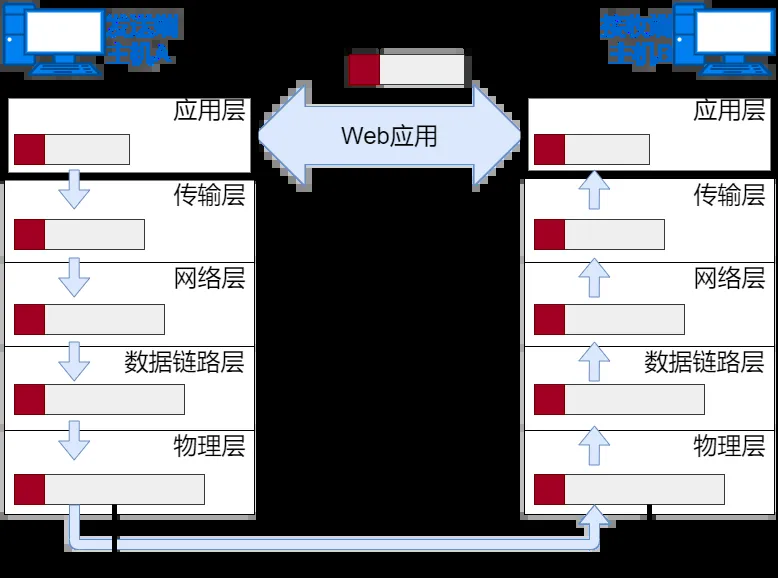 发送端
主机A
接收端
主机B
应用层
Web应用
应用层
传输层
传输层
网络层
网络层
数据链路层
数据链路层
物理层
物理层